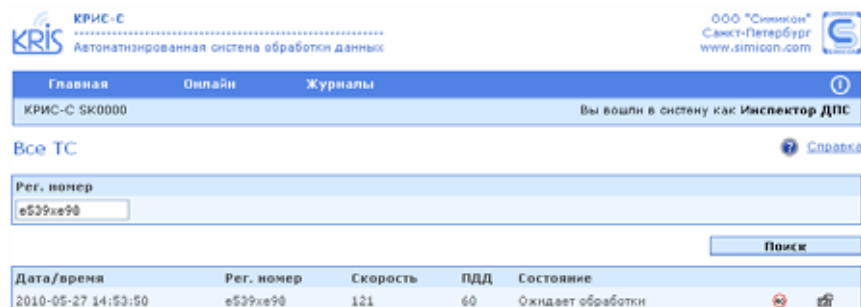 KRIS
КРИС-С
Автоматизированная система обработки данных
ООО "Симикон"
Санкт-Петербург
www.simicon.com
Главная Онлайн Журналы
КРИС-С SK0000 Вы вошли в систему как Инспектор ДПС
Все ТС Справка
Рег. номер
е539хе98
Поиск
Дата/время Рег. номер Скорость ПДД Состояние
2010-05-27 14:53:50 е539хе98 121 60 Ожидает обработки